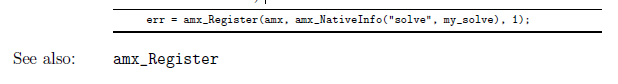 err = amx_Register(amx, amx_NativeInfo("solve", my_solve), 1);
See also: amx_Register